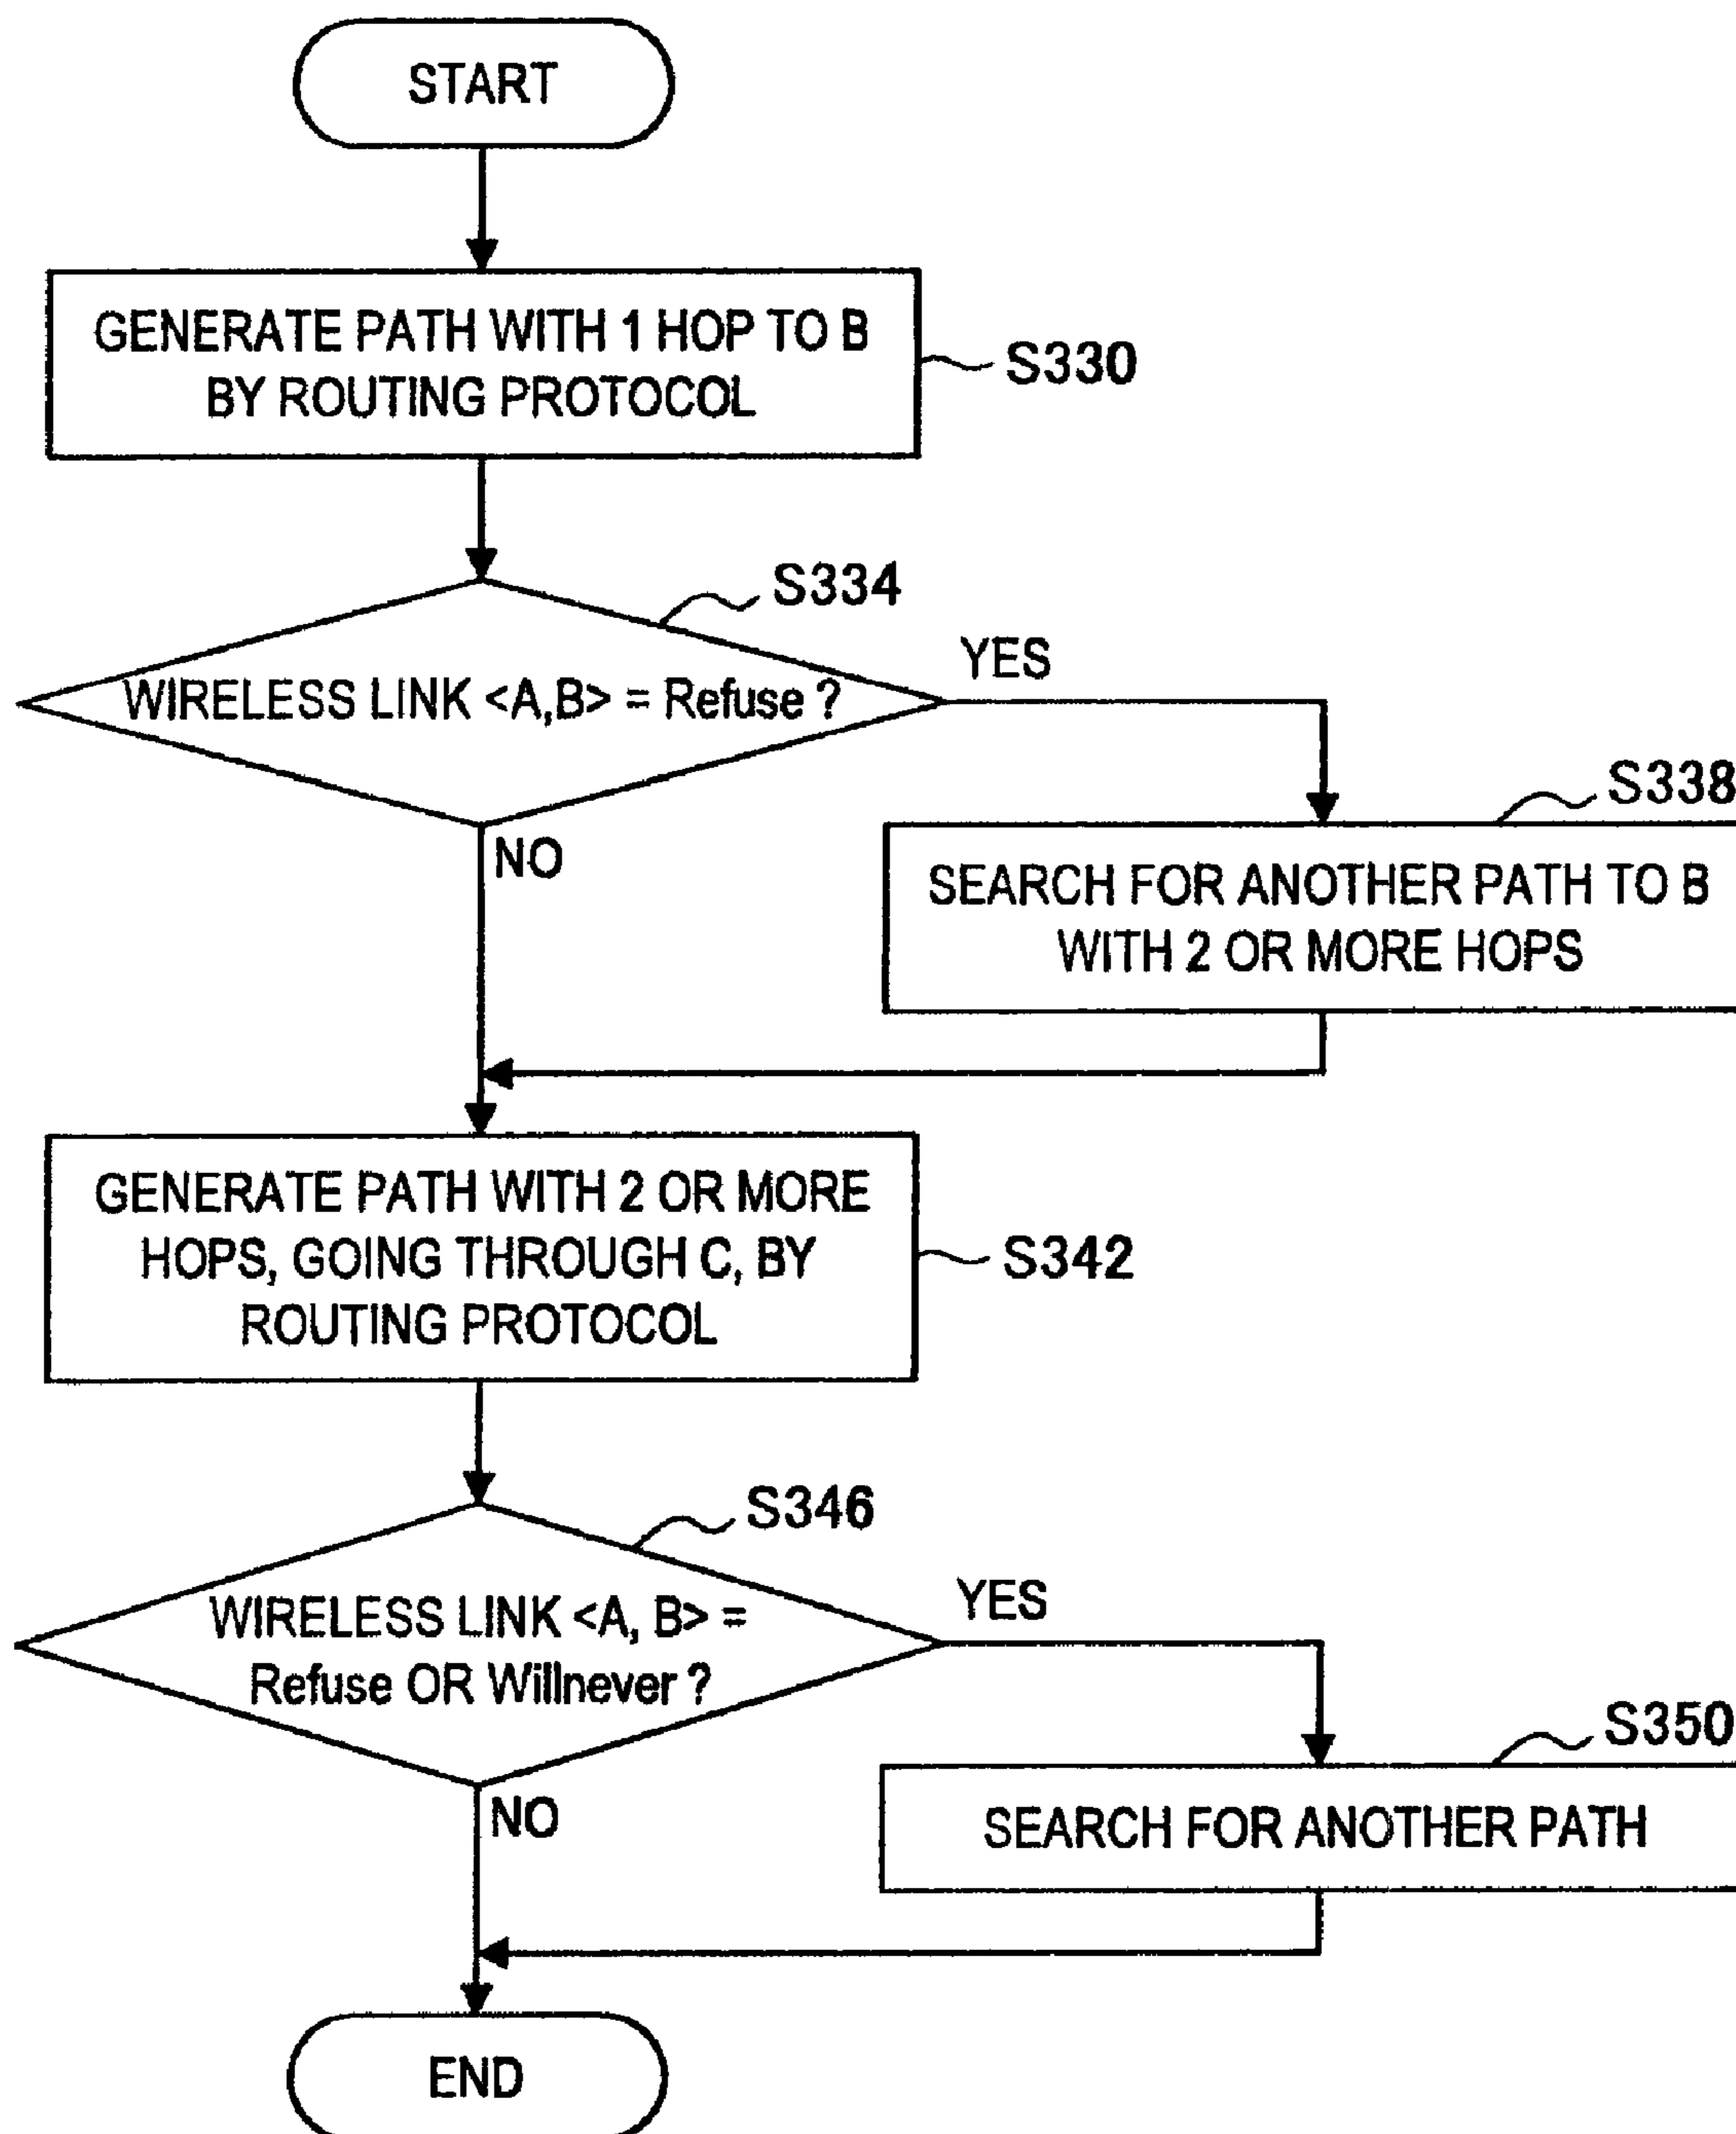 START
GENERATE PATH WITH 1 HOP TO B
BY ROUTING PROTOCOL
S330
S334
WIRELESS LINK <A,B> = Refuse ?
YES
NO
S338
SEARCH FOR ANOTHER PATH TO B
WITH 2 OR MORE HOPS
GENERATE PATH WITH 2 OR MORE
HOPS, GOING THROUGH C, BY
ROUTING PROTOCOL
S342
S346
WIRELESS LINK <A, B> =
Refuse OR Willnever ?
YES
NO
S350
SEARCH FOR ANOTHER PATH
END